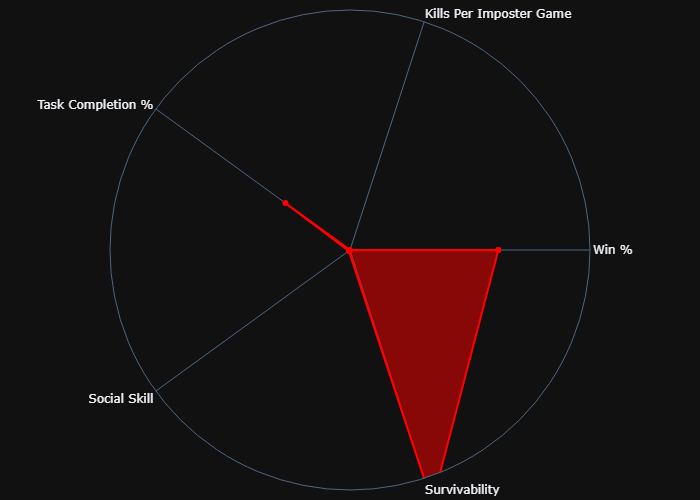 Kills Per Imposter Game
Task Completion %
Win %
Social Skill
Survivability